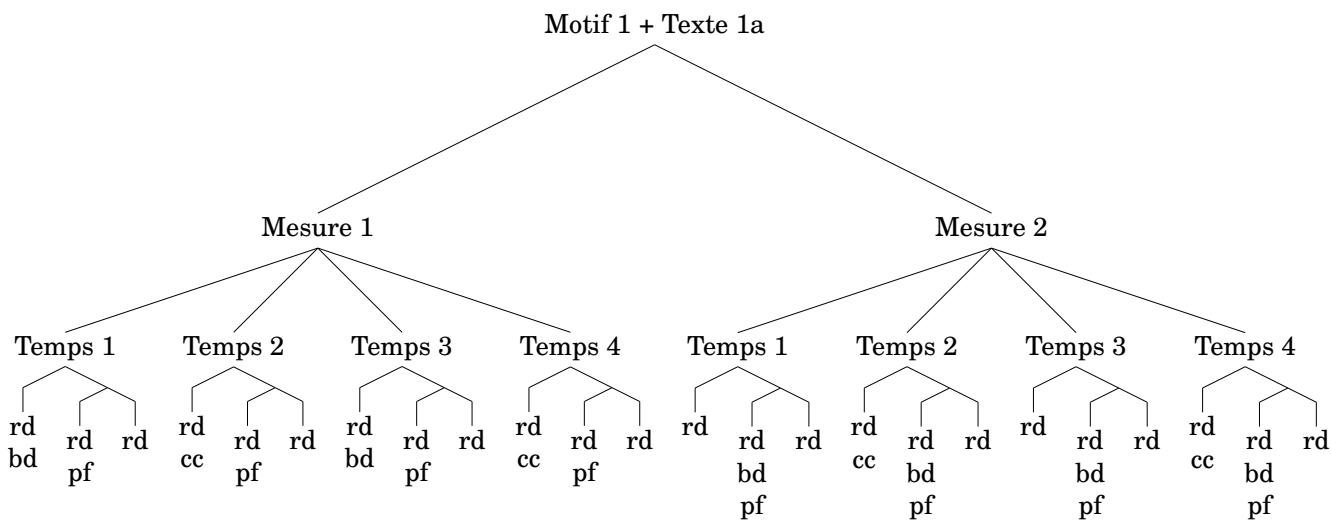 Motif 1 + Texte 1a
Mesure 1 Mesure 2
Temps 1 Temps 2 Temps 3 Temps 4 Temps 1 Temps 2 Temps 3 Temps 4
rd rd rd rd rd rd rd rd rd rd rd rd rd rd rd rd rd rd rd rd rd rd rd rd
bd pf cc pf bd pf cc pf bd cc bd bd cc bd
pf pf pf pf